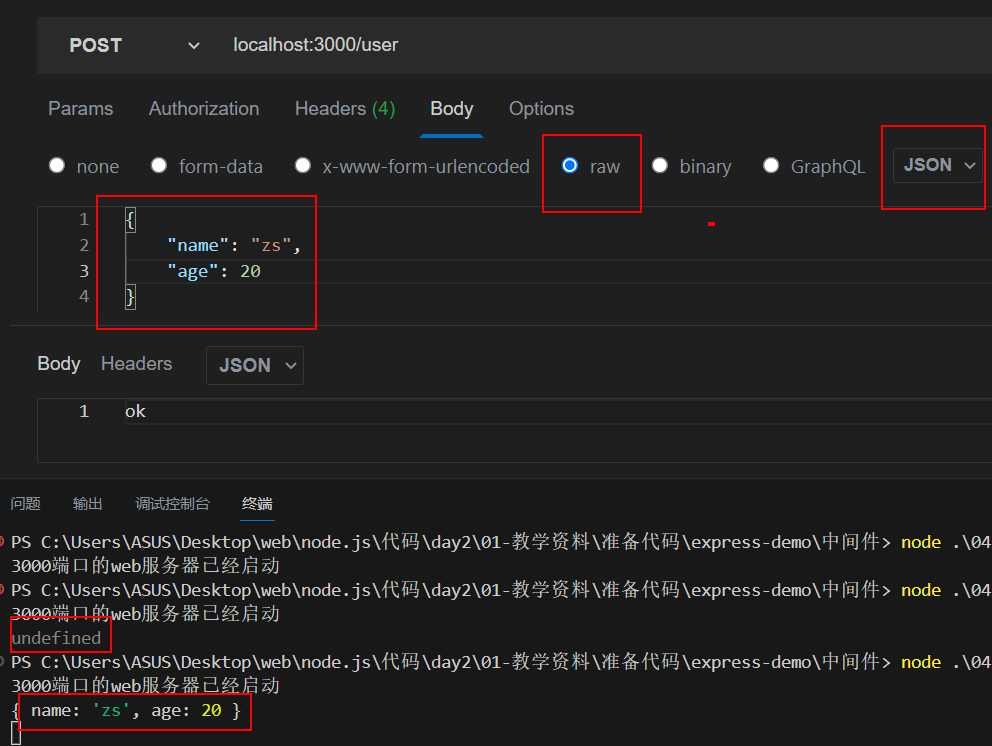 POST localhost:3000/user
Params Authorization Headers (4) Body Options
none form-data x-www-form-urlencoded raw binary GraphQL JSON
1 {
2 "name": "zs",
3 "age": 20
4 }
Body Headers JSON
1 ok
问题 输出 调试控制台 终端
PS C:\Users\ASUS\Desktop\web\node.js\代码\day2\01-教学资料\准备代码\express-demo\中间件> node .\04
3000端口的web服务器已经启动
PS C:\Users\ASUS\Desktop\web\node.js\代码\day2\01-教学资料\准备代码\express-demo\中间件> node .\04
3000端口的web服务器已经启动
undefined
PS C:\Users\ASUS\Desktop\web\node.js\代码\day2\01-教学资料\准备代码\express-demo\中间件> node .\04
3000端口的web服务器已经启动
{ name: 'zs', age: 20 }